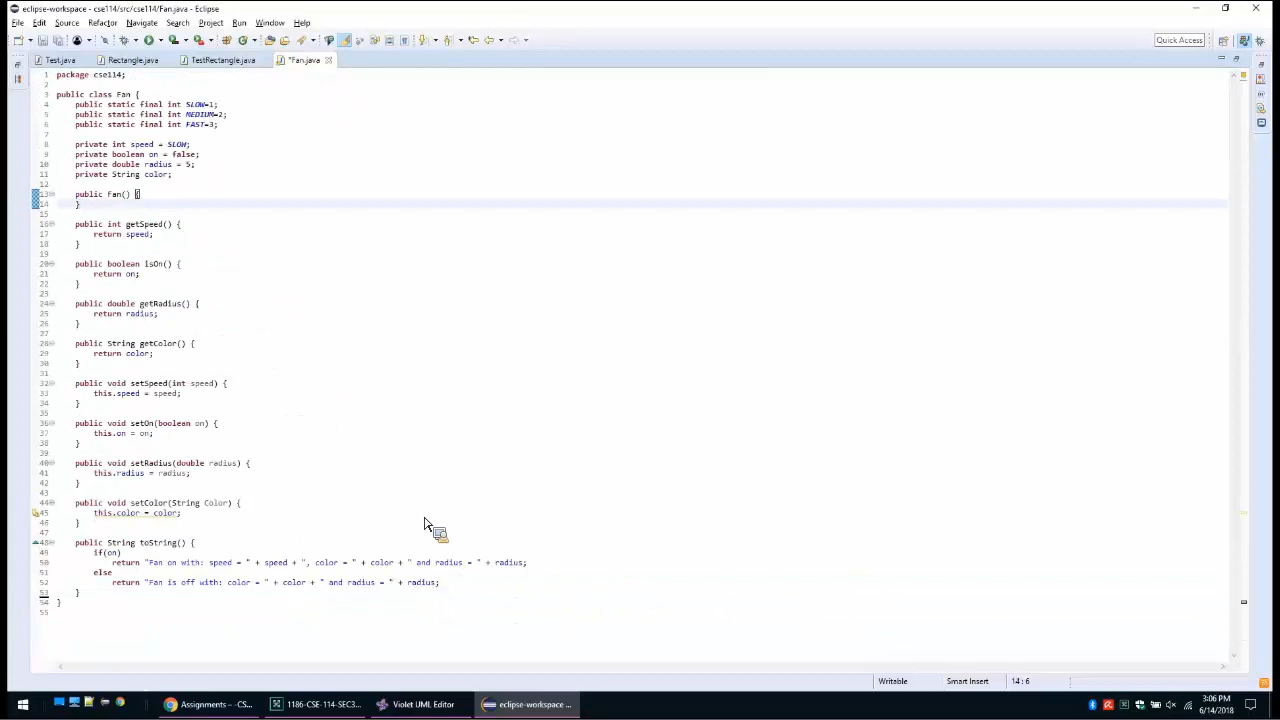 eclipse-workspace - cse114/src/cse114/Fan.java - Eclipse
File Edit Source Refactor Navigate Search Project Run Window Help
Quick Access
Test.java Rectangle.java TestRectangle.java *Fan.java
1 package cse114;
2
3 public class Fan {
4 public static final int SLOW=1;
5 public static final int MEDIUM=2;
6 public static final int FAST=3;
7
8 private int speed = SLOW;
9 private boolean on = false;
10 private double radius = 5;
11 private String color;
12
13 public Fan() {
14 }
15
16 public int getSpeed() {
17 return speed;
18 }
19
20 public boolean isOn() {
21 return on;
22 }
23
24 public double getRadius() {
25 return radius;
26 }
27
28 public String getColor() {
29 return color;
30 }
31
32 public void setSpeed(int speed) {
33 this.speed = speed;
34 }
35
36 public void setOn(boolean on) {
37 this.on = on;
38 }
39
40 public void setRadius(double radius) {
41 this.radius = radius;
42 }
43
44 public void setColor(String Color) {
45 this.color = color;
46 }
47
48 public String toString() {
49 if(on)
50 return "Fan on with: speed = " + speed + ", color = " + color + " and radius = " + radius;
51 else
52 return "Fan is off with: color = " + color + " and radius = " + radius;
53 }
54 }
55
Writable Smart Insert 14 : 6
Assignments --CS... 1186-CSE-114-SEC3... Violet UML Editor eclipse-workspace ... 3:06 PM
6/14/2018